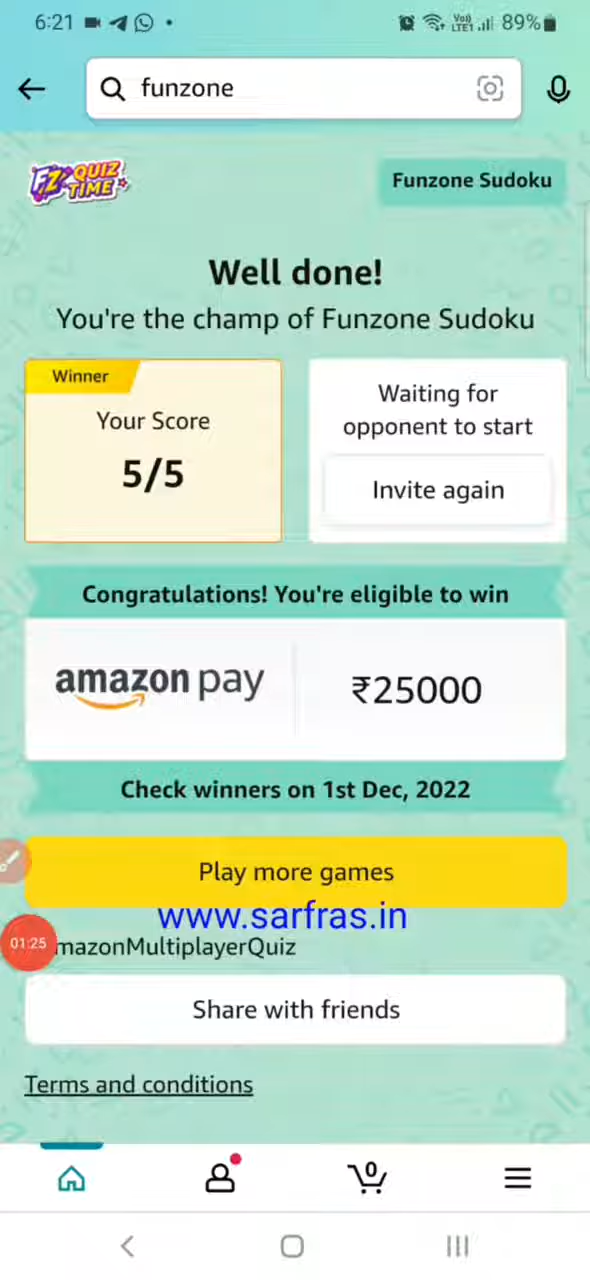 6:21
Vo))
LTE1
89%
funzone
FZ QUIZ
TIME
Funzone Sudoku
Well done!
You're the champ of Funzone Sudoku
Winner
Your Score
5/5
Waiting for
opponent to start
Invite again
Congratulations! You're eligible to win
amazon pay
₹25000
Check winners on 1st Dec, 2022
Play more games
www.sarfras.in
01:25
mazonMultiplayerQuiz
Share with friends
Terms and conditions
0